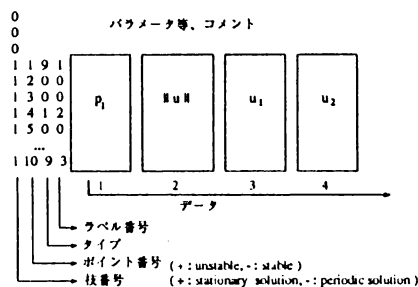 0
0
0
パラメータ等、コメント
1 1 9 1
1 2 0 0
1 3 0 0
1 4 1 2
1 5 0 0
...
1 10 9 3
p₁ ‖u‖ u₁ u₂
1 2 3 4
データ
ラベル番号
タイプ
ポイント番号 (+: unstable, -: stable)
枝番号 (+: stationary solution, -: periodic solution)